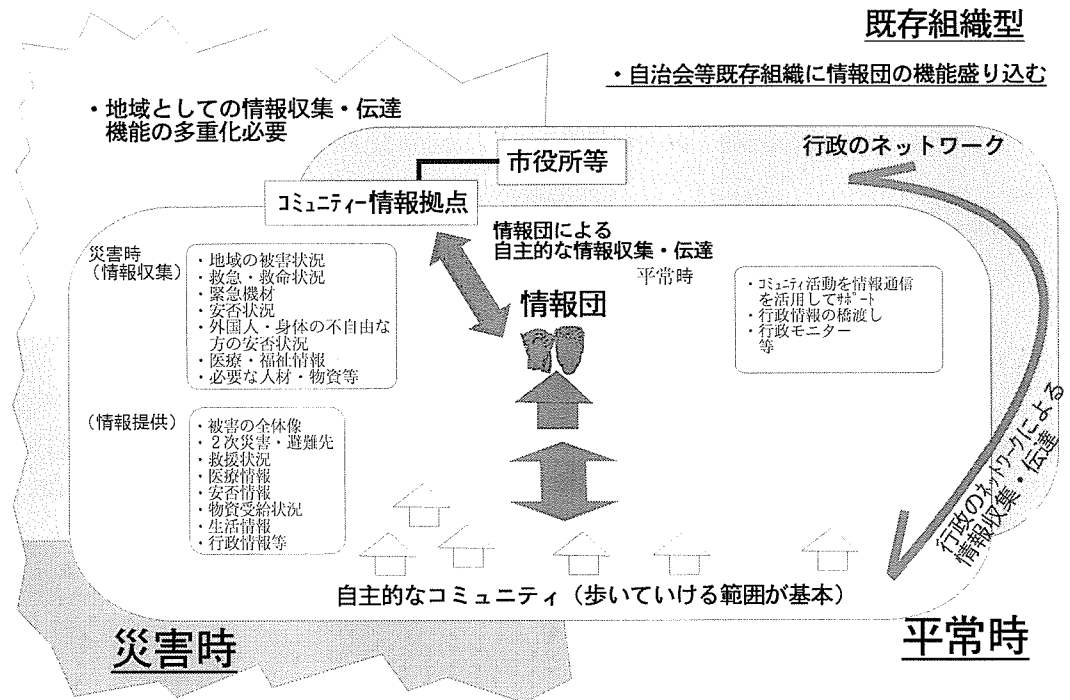 既存組織型
・自治会等既存組織に情報団の機能盛り込む
・地域としての情報収集・伝達
機能の多重化必要
行政のネットワーク
市役所等
コミュニティー情報拠点
情報団による
自主的な情報収集・伝達
平常時
災害時
(情報収集)
・地域の被害状況
・救急・救命状況
・緊急機材
・安否状況
・外国人・身体の不自由な
方の安否状況
・医療・福祉情報
・必要な人材・物資等
情報団
・コミュニティ活動を情報通信
を活用してサポート
・行政情報の橋渡し
・行政モニター
等
(情報提供)
・被害の全体像
・2次災害・避難先
・救援状況
・医療情報
・安否情報
・物資受給状況
・生活情報
・行政情報等
行政のネットワークによる
情報収集・伝達
自主的なコミュニティ(歩いていける範囲が基本)
災害時
平常時